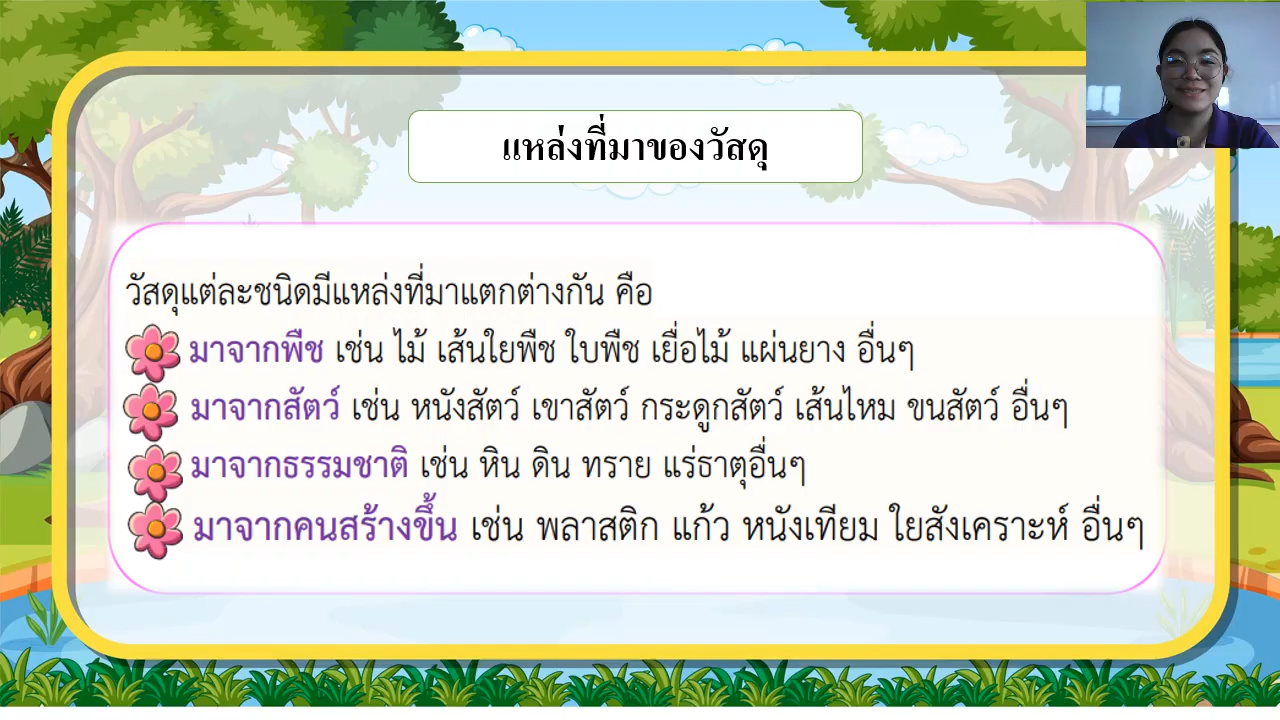 แหล่งที่มาของวัสดุ
วัสดุแต่ละชนิดมีแหล่งที่มาแตกต่างกัน คือ
มาจากพืช เช่น ไม้ เส้นใยพืช ใบพืช เยื่อไม้ แผ่นยาง อื่นๆ
มาจากสัตว์ เช่น หนังสัตว์ เขาสัตว์ กระดูกสัตว์ เส้นไหม ขนสัตว์ อื่นๆ
มาจากธรรมชาติ เช่น หิน ดิน ทราย แร่ธาตุอื่นๆ
มาจากคนสร้างขึ้น เช่น พลาสติก แก้ว หนังเทียม ใยสังเคราะห์ อื่นๆ